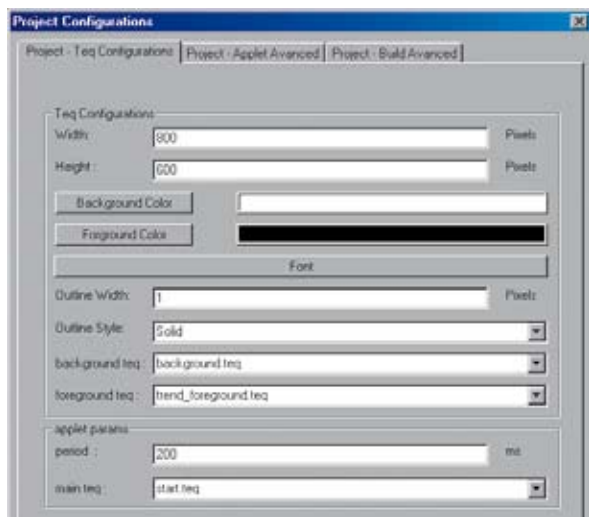 Project Configurations
Project - Teq Configurations Project - Applet Avanced Project - Build Avanced
Teq Configurations
Width: 800 Pixels
Height : 600 Pixels
Background Color
Forground Color
Font
Outline Width: 1 Pixels
Outline Style: Solid
background teq : background.teq
foreground teq : trend_foreground.teq
applet params
period : 200 ms
main teq : start.teq